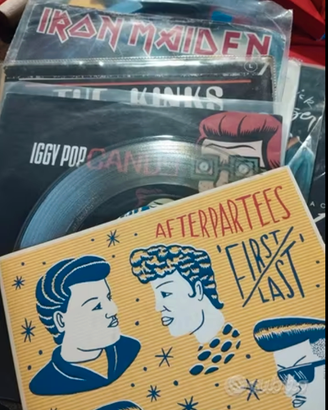 IRON MAIDEN
THE KINKS
IGGY POP CANDY
AFTERPARTEES
'FIRST/
LAST'